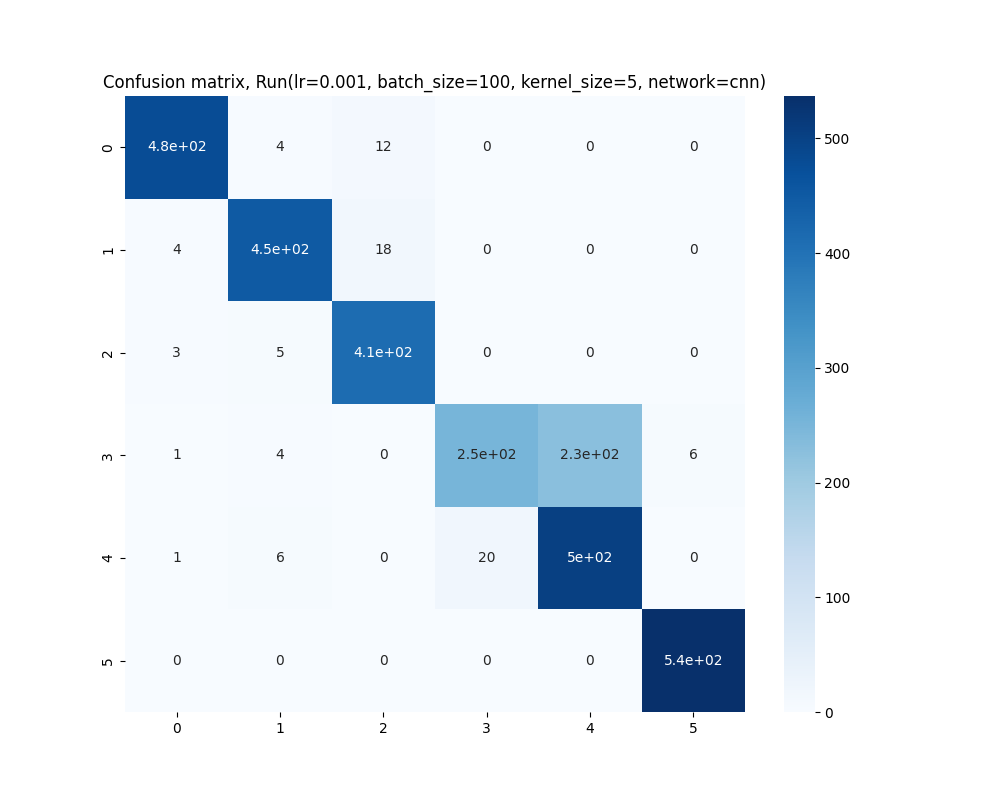 Confusion matrix, Run(lr=0.001, batch_size=100, kernel_size=5, network=cnn)
0 4.8e+02 4 12 0 0 0
1 4 4.5e+02 18 0 0 0
2 3 5 4.1e+02 0 0 0
3 1 4 0 2.5e+02 2.3e+02 6
4 1 6 0 20 5e+02 0
5 0 0 0 0 0 5.4e+02
0 1 2 3 4 5
500
400
300
200
100
0